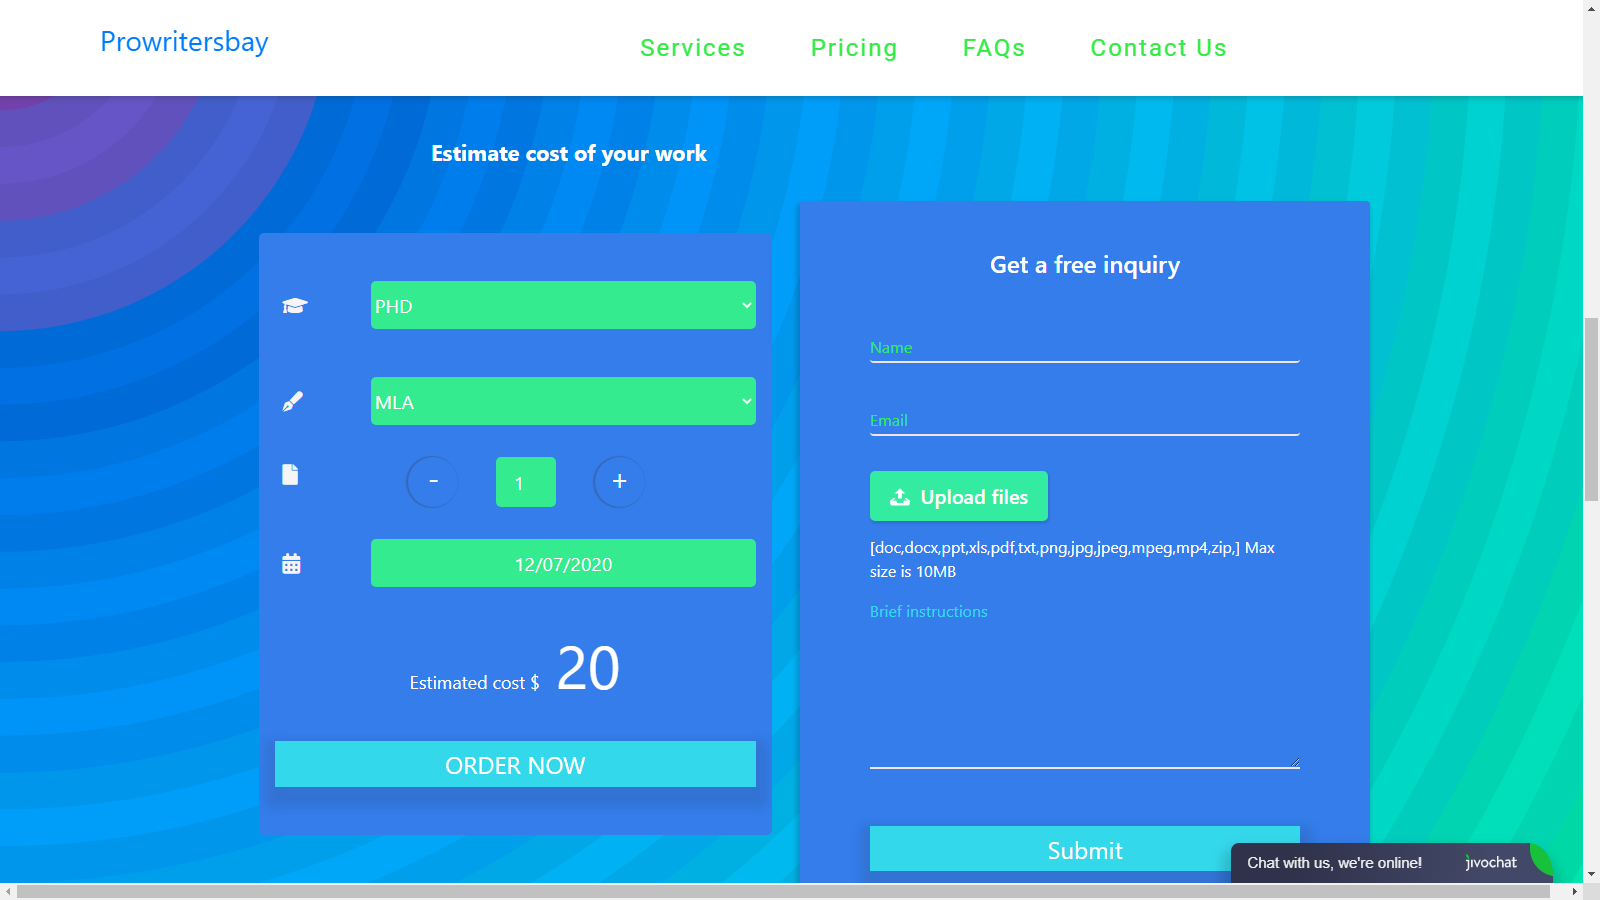 Prowritersbay
Services
Pricing
FAQs
Contact Us
Estimate cost of your work
PHD
MLA
-
1
+
12/07/2020
Estimated cost $ 20
ORDER NOW
Get a free inquiry
Name
Email
Upload files
[doc,docx,ppt,xls,pdf,txt,png,jpg,jpeg,mpeg,mp4,zip,] Max
size is 10MB
Brief instructions
Submit
Chat with us, we're online!
jivochat